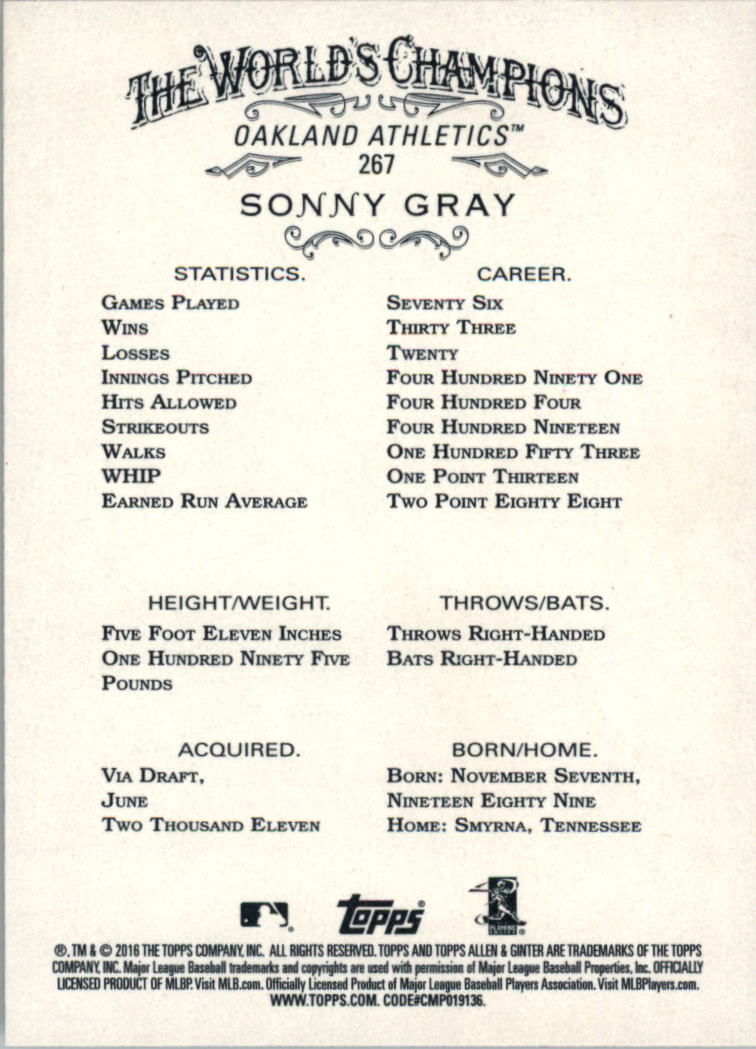 THE WORLD'S CHAMPIONS
OAKLAND ATHLETICS™
267
SONNY GRAY
STATISTICS. CAREER.
GAMES PLAYED SEVENTY SIX
WINS THIRTY THREE
LOSSES TWENTY
INNINGS PITCHED FOUR HUNDRED NINETY ONE
HITS ALLOWED FOUR HUNDRED FOUR
STRIKEOUTS FOUR HUNDRED NINETEEN
WALKS ONE HUNDRED FIFTY THREE
WHIP ONE POINT THIRTEEN
EARNED RUN AVERAGE TWO POINT EIGHTY EIGHT
HEIGHT/WEIGHT. THROWS/BATS.
FIVE FOOT ELEVEN INCHES THROWS RIGHT-HANDED
ONE HUNDRED NINETY FIVE BATS RIGHT-HANDED
POUNDS
ACQUIRED. BORN/HOME.
VIA DRAFT, BORN: NOVEMBER SEVENTH,
JUNE NINETEEN EIGHTY NINE
TWO THOUSAND ELEVEN HOME: SMYRNA, TENNESSEE
topps® PLAYERS
®, TM & © 2016 THE TOPPS COMPANY, INC. ALL RIGHTS RESERVED. TOPPS AND TOPPS ALLEN & GINTER ARE TRADEMARKS OF THE TOPPS
COMPANY, INC. Major League Baseball trademarks and copyrights are used with permission of Major League Baseball Properties, Inc. OFFICIALLY
LICENSED PRODUCT OF MLBP. Visit MLB.com. Officially Licensed Product of Major League Baseball Players Association. Visit MLBPlayers.com.
WWW.TOPPS.COM. CODE#CMP019136.